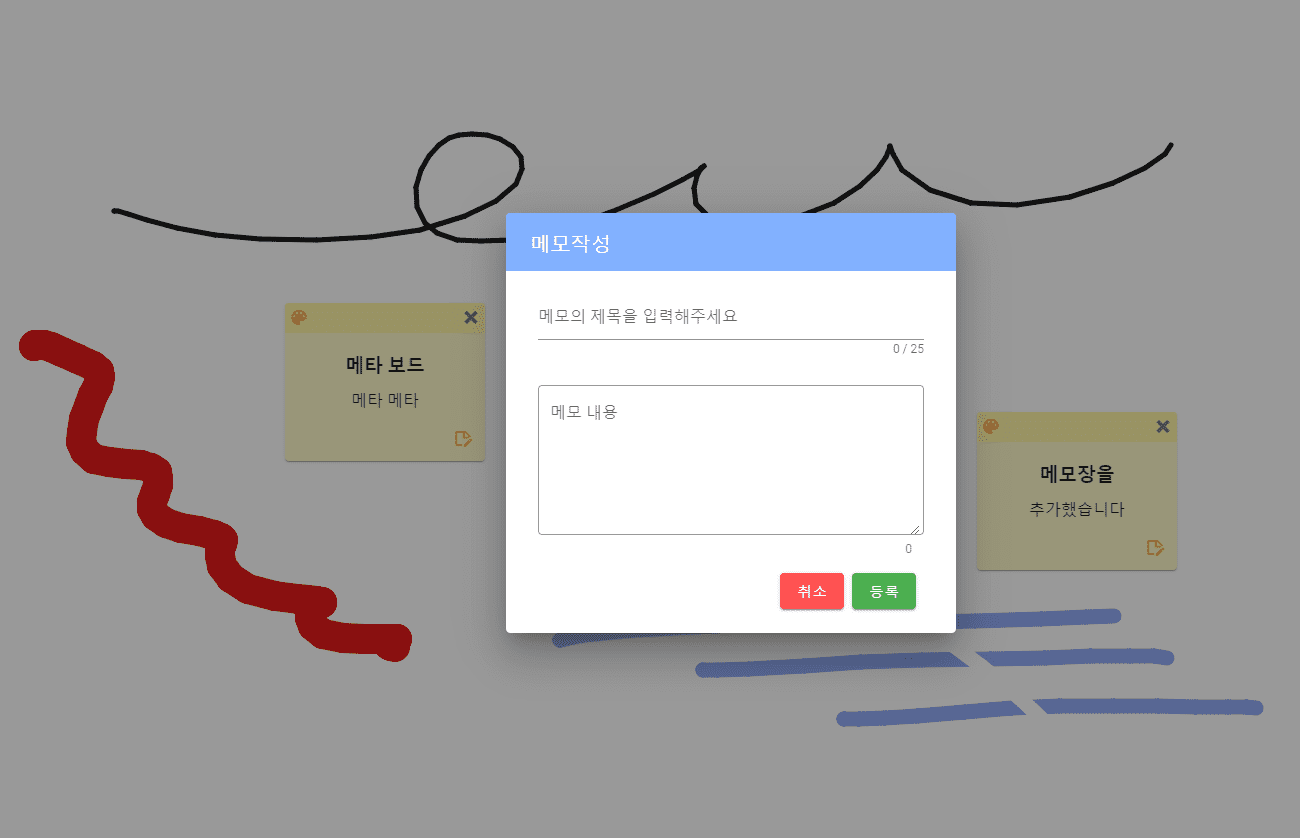 메모작성
메모의 제목을 입력해주세요
0 / 25
메모 내용
0
취소 등록
메타 보드
메타 메타
메모장을
추가했습니다